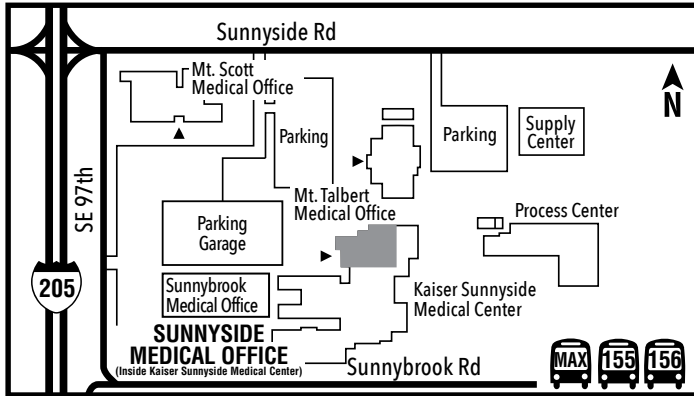 Sunnyside Rd
Mt. Scott
Medical Office
N
Parking
Parking
Supply
Center
SE 97th
Mt. Talbert
Medical Office
Parking
Garage
Process Center
205
Sunnybrook
Medical Office
Kaiser Sunnyside
Medical Center
SUNNYSIDE
MEDICAL OFFICE
(Inside Kaiser Sunnyside Medical Center)
Sunnybrook Rd
MAX
155
156